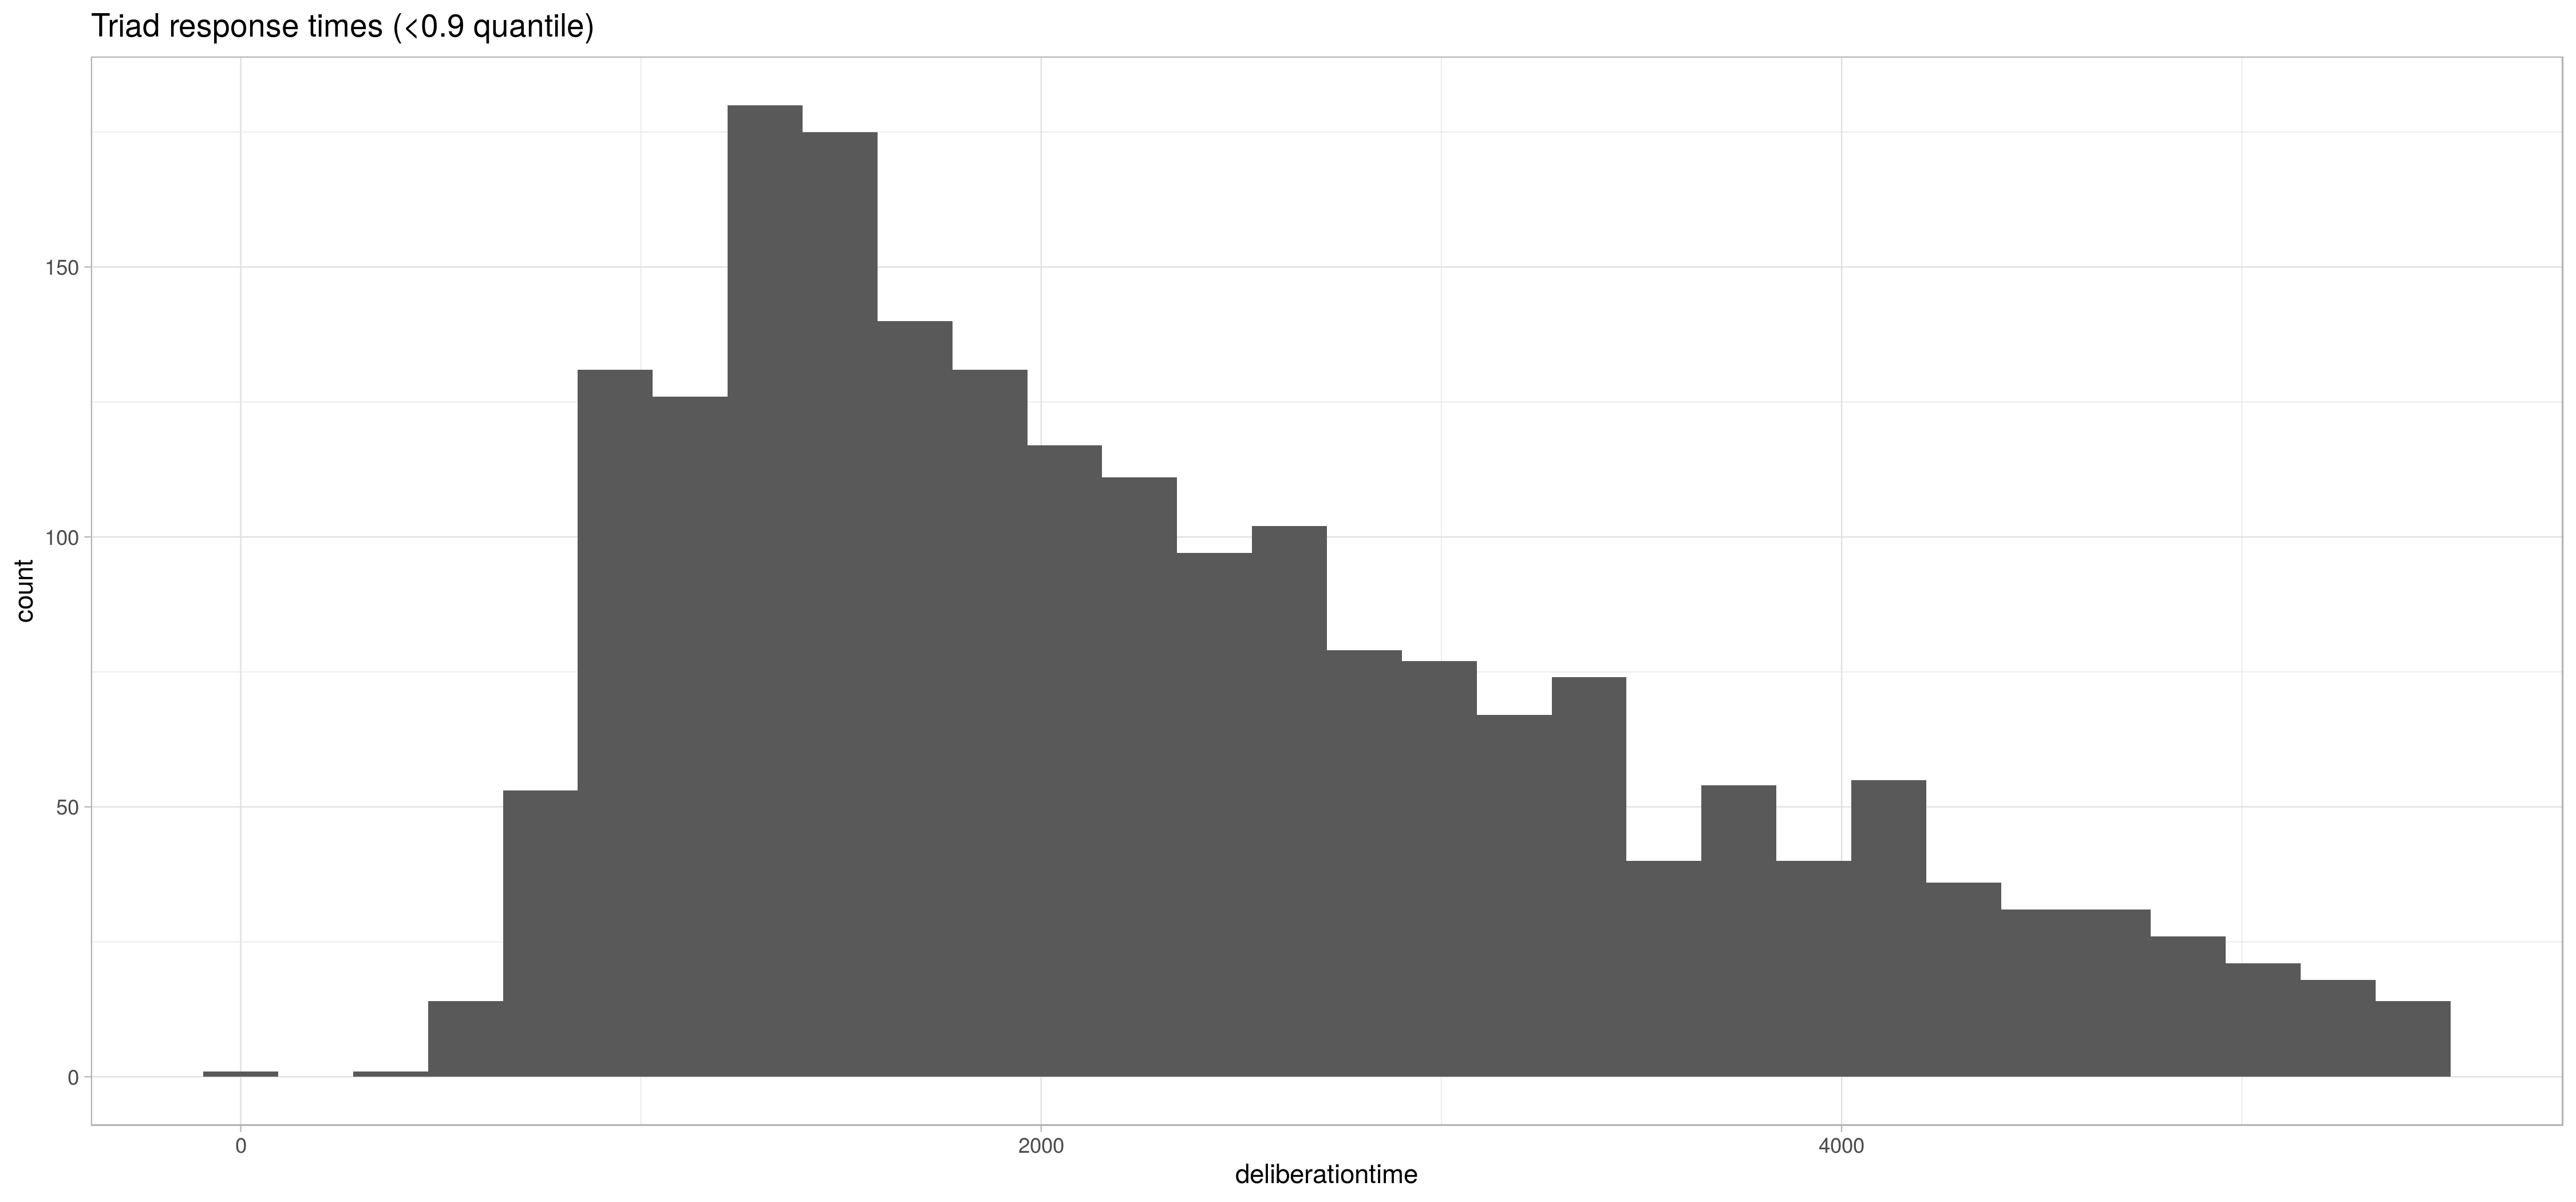 Triad response times (<0.9 quantile)
150
100
50
0
count
0 2000 4000
deliberationtime